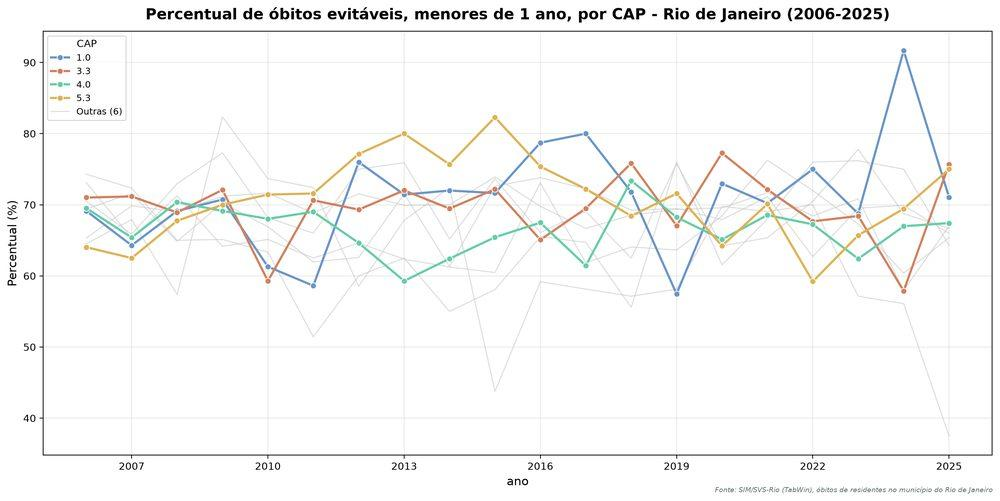 Percentual de óbitos evitáveis, menores de 1 ano, por CAP - Rio de Janeiro (2006-2025)
CAP
1.0
3.3
4.0
5.3
Outras (6)
Percentual (%)
90
80
70
60
50
40
2007 2010 2013 2016 2019 2022 2025
ano
Fonte: SIM/SVS-Rio (TabWin), óbitos de residentes no município do Rio de Janeiro